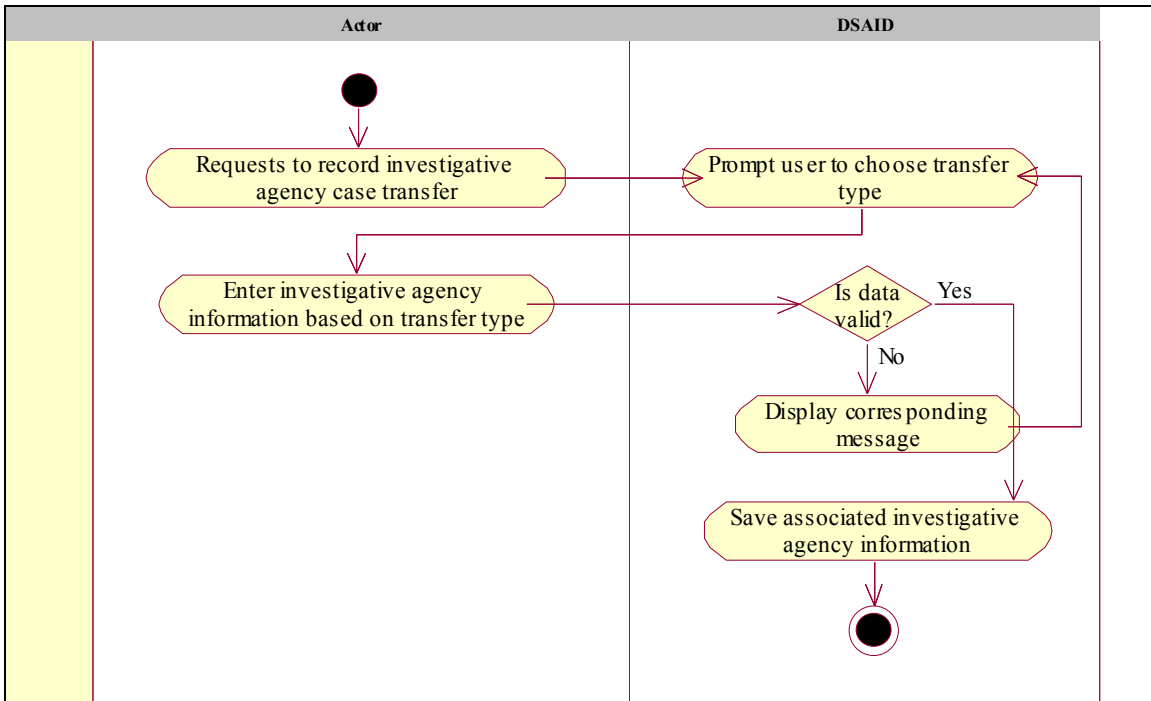 Actor
DSAID
Requests to record investigative
agency case transfer
Prompt user to choose transfer
type
Enter investigative agency
information based on transfer type
Is data
valid?
Yes
No
Display corresponding
message
Save associated investigative
agency information